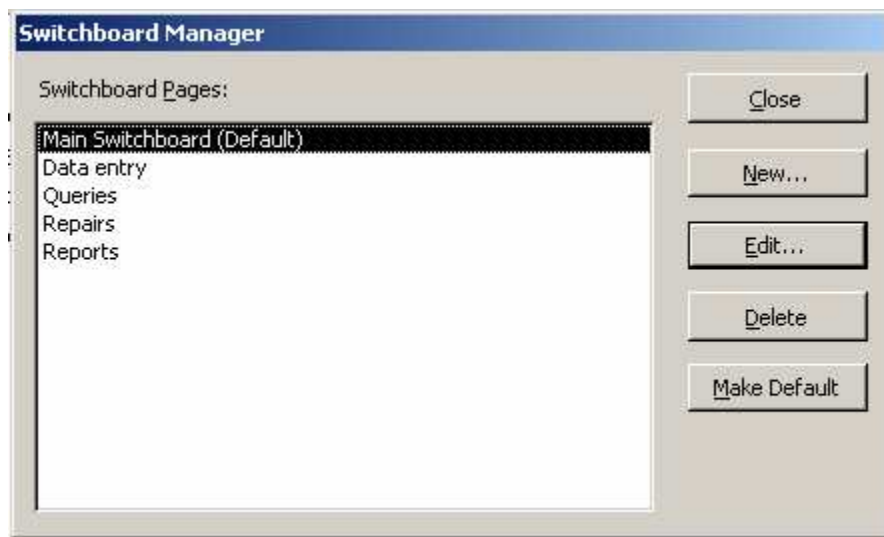 Switchboard Manager
Switchboard Pages:
Main Switchboard (Default)
Data entry
Queries
Repairs
Reports
Close
New...
Edit...
Delete
Make Default